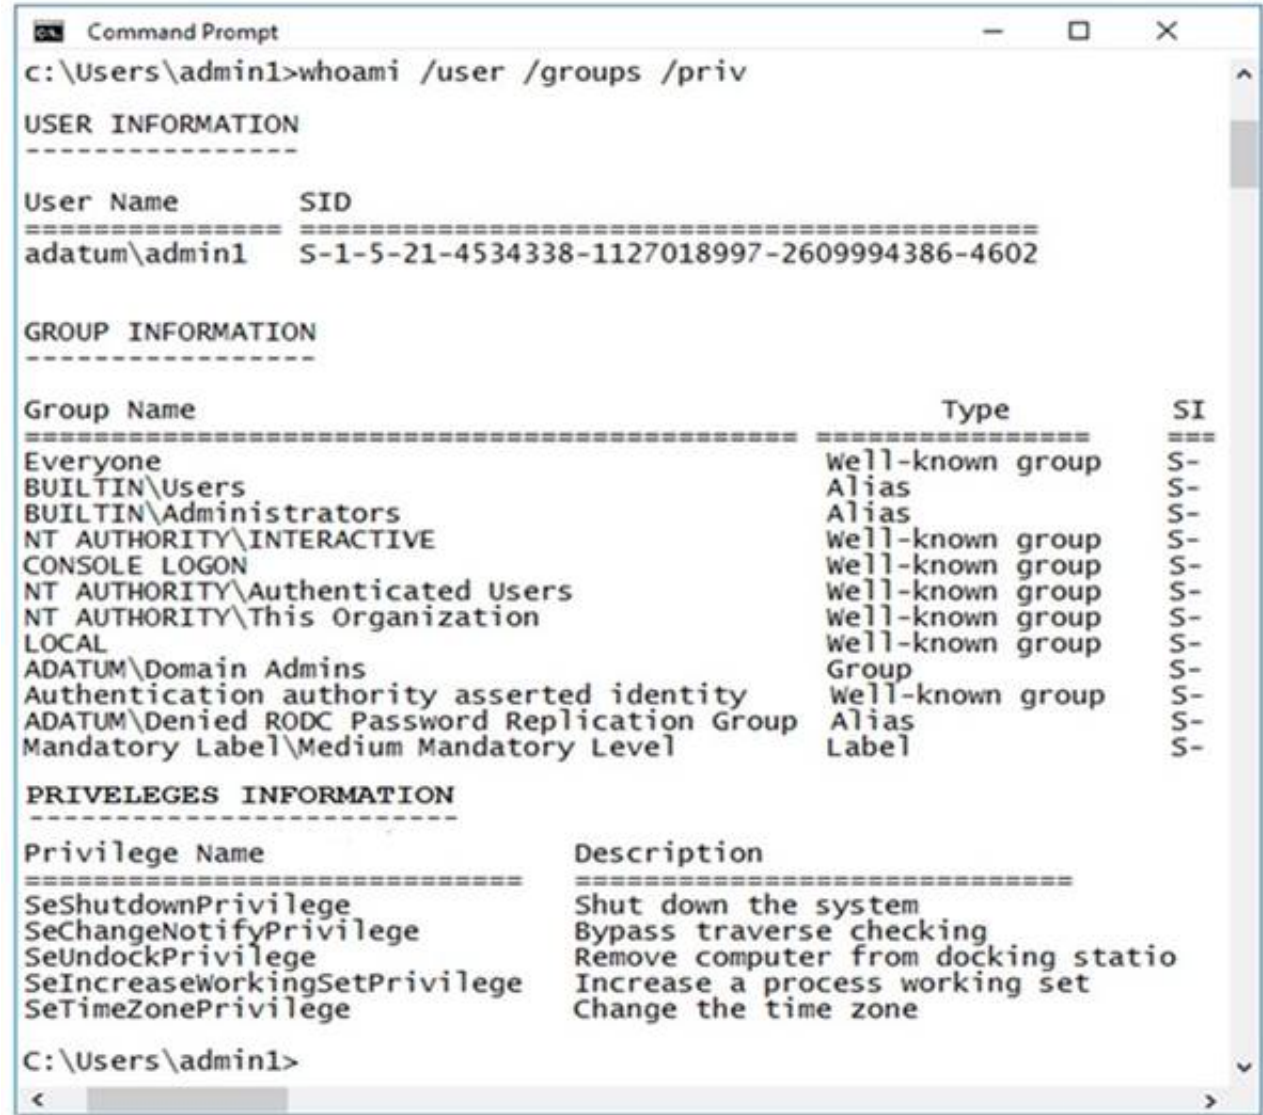 Command Prompt
c:\Users\admin1>whoami /user /groups /priv
USER INFORMATION
----------------
User Name SID
=============== ===========================================
adatum\admin1 S-1-5-21-4534338-1127018997-2609994386-4602
GROUP INFORMATION
-----------------
Group Name Type SI
============================================= ================ ===
Everyone Well-known group S-
BUILTIN\Users Alias S-
BUILTIN\Administrators Alias S-
NT AUTHORITY\INTERACTIVE Well-known group S-
CONSOLE LOGON Well-known group S-
NT AUTHORITY\Authenticated Users Well-known group S-
NT AUTHORITY\This Organization Well-known group S-
LOCAL Well-known group S-
ADATUM\Domain Admins Group S-
Authentication authority asserted identity Well-known group S-
ADATUM\Denied RODC Password Replication Group Alias S-
Mandatory Label\Medium Mandatory Level Label S-
PRIVELEGES INFORMATION
-------------------------
Privilege Name Description
============================= =============================
SeShutdownPrivilege Shut down the system
SeChangeNotifyPrivilege Bypass traverse checking
SeUndockPrivilege Remove computer from docking statio
SeIncreaseWorkingSetPrivilege Increase a process working set
SeTimeZonePrivilege Change the time zone
C:\Users\admin1>